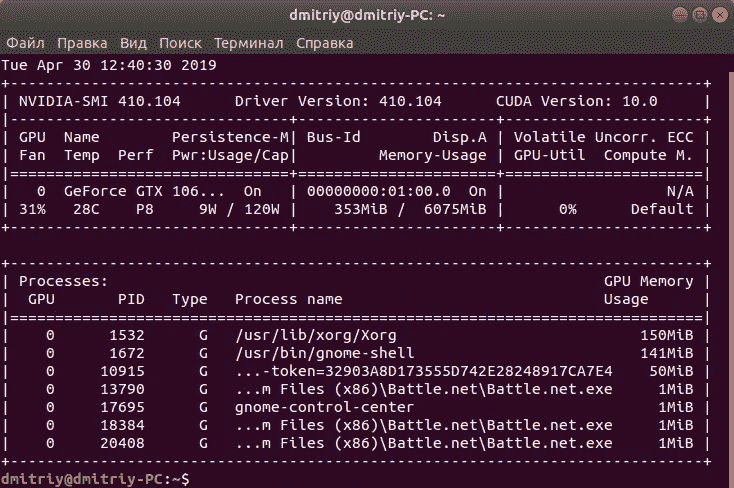 dmitriy@dmitriy-PC: ~
Файл Правка Вид Поиск Терминал Справка
Tue Apr 30 12:40:30 2019
+-----------------------------------------------------------------------------+
| NVIDIA-SMI 410.104      Driver Version: 410.104      CUDA Version: 10.0     |
|-------------------------------+----------------------+----------------------+
| GPU  Name        Persistence-M| Bus-Id        Disp.A | Volatile Uncorr. ECC |
| Fan  Temp  Perf  Pwr:Usage/Cap|         Memory-Usage | GPU-Util  Compute M. |
|===============================+======================+======================|
|   0  GeForce GTX 106...  On   | 00000000:01:00.0  On |                  N/A |
| 31%   28C    P8     9W / 120W |    353MiB /  6075MiB |      0%      Default |
+-------------------------------+----------------------+----------------------+
+-----------------------------------------------------------------------------+
| Processes:                                                       GPU Memory |
|  GPU       PID   Type   Process name                             Usage      |
|=============================================================================|
|    0      1532      G   /usr/lib/xorg/Xorg                           150MiB |
|    0      1672      G   /usr/bin/gnome-shell                         141MiB |
|    0     10915      G   ...-token=32903A8D173555D742E28248917CA7E4    50MiB |
|    0     13790      G   ...m Files (x86)\Battle.net\Battle.net.exe     1MiB |
|    0     17695      G   gnome-control-center                           1MiB |
|    0     18384      G   ...m Files (x86)\Battle.net\Battle.net.exe     1MiB |
|    0     20408      G   ...m Files (x86)\Battle.net\Battle.net.exe     1MiB |
+-----------------------------------------------------------------------------+
dmitriy@dmitriy-PC:~$